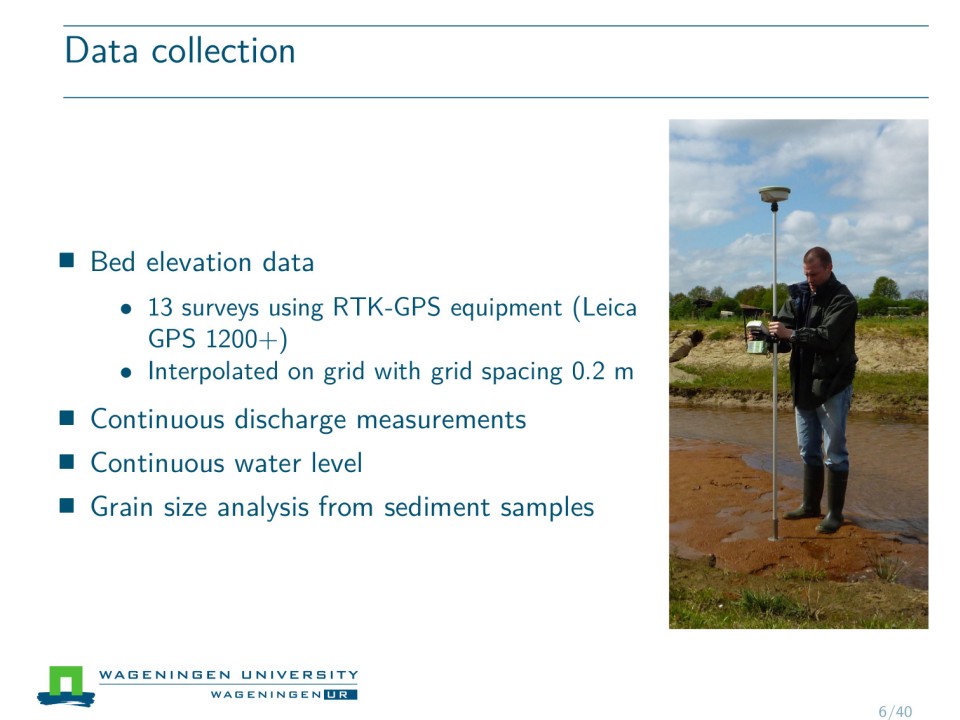 Data collection
Bed elevation data
13 surveys using RTK-GPS equipment (Leica
GPS 1200+)
Interpolated on grid with grid spacing 0.2 m
Continuous discharge measurements
Continuous water level
Grain size analysis from sediment samples
WAGENINGEN UNIVERSITY
WAGENINGEN UR
6/40